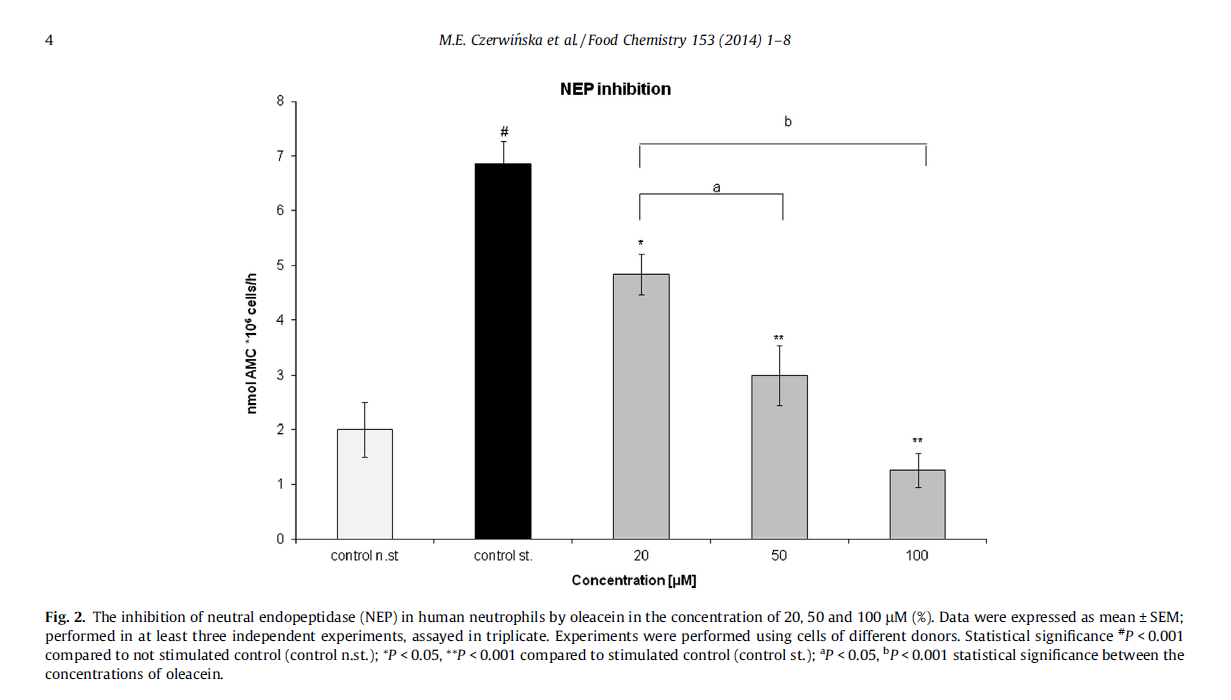 4
M.E. Czerwińska et al. / Food Chemistry 153 (2014) 1–8
NEP inhibition
8
7
6
5
4
3
2
1
0
nmol AMC *10⁶ cells/h
#
*
**
**
a
b
control n.st
control st.
20
50
100
Concentration [µM]
Fig. 2. The inhibition of neutral endopeptidase (NEP) in human neutrophils by oleacein in the concentration of 20, 50 and 100 μM (%). Data were expressed as mean ± SEM;
performed in at least three independent experiments, assayed in triplicate. Experiments were performed using cells of different donors. Statistical significance #P < 0.001
compared to not stimulated control (control n.st.); *P < 0.05, **P < 0.001 compared to stimulated control (control st.); ᵃP < 0.05, ᵇP < 0.001 statistical significance between the
concentrations of oleacein.